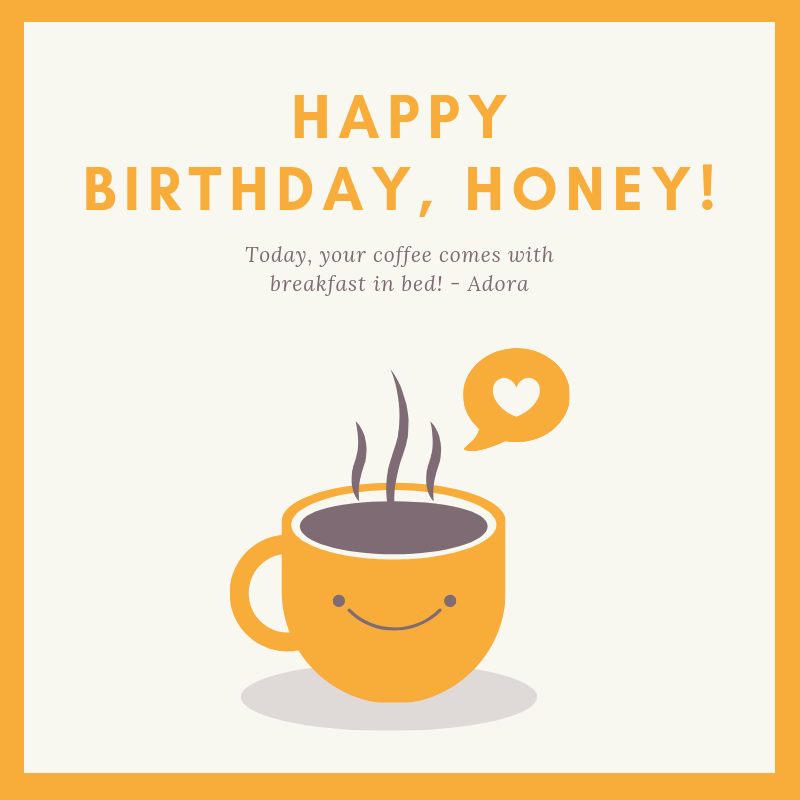 HAPPY
BIRTHDAY, HONEY!
Today, your coffee comes with
breakfast in bed! - Adora